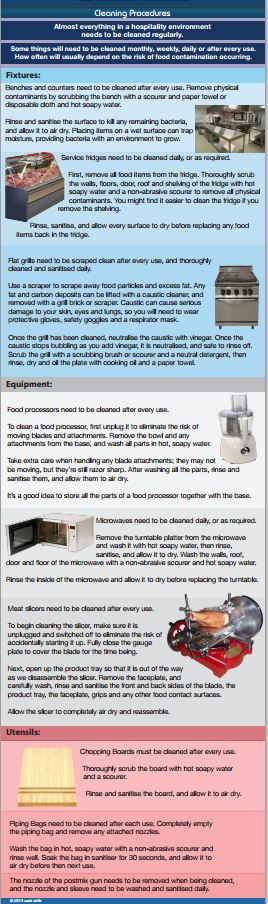 Cleaning Procedures
Almost everything in a hospitality environment
needs to be cleaned regularly.
Some things will need to be cleaned monthly, weekly, daily or after every use.
How often will usually depend on the risk of food contamination occurring.
Fixtures:
Benches and counters need to be cleaned after every use. Remove physical
contaminants by scrubbing the bench with a scourer and paper towel or
disposable cloth and hot soapy water.
Rinse and sanitise the surface to kill any remaining bacteria,
and allow it to air dry. Placing items on a wet surface can trap
moisture, providing bacteria with an environment to grow.
Service fridges need to be cleaned daily, or as required.
First, remove all food items from the fridge. Thoroughly scrub
the walls, floors, door, roof and shelving of the fridge with hot
soapy water and a non-abrasive scourer to remove all physical
contaminants. You might find it easier to clean the fridge if you
remove the shelving.
Rinse, sanitise, and allow every surface to dry before replacing any food
items back in the fridge.
Flat grills need to be scraped clean after every use, and thoroughly
cleaned and sanitised daily.
Use a scraper to scrape away food particles and excess fat. Any
fat and carbon deposits can be lifted with a caustic cleaner, and
removed with a grill brick or scraper. Caustic can cause serious
damage to your skin, eyes and lungs, so you will need to wear
protective gloves, safety goggles and a respirator mask.
Once the grill has been cleaned, neutralise the caustic with vinegar. Once the
caustic stops bubbling as you add vinegar, it is neutralised, and safe to rinse off.
Scrub the grill with a scrubbing brush or scourer and a neutral detergent, then
rinse, dry and oil the plate with cooking oil and a paper towel.
Equipment:
Food processors need to be cleaned after every use.
To clean a food processor, first unplug it to eliminate the risk of
moving blades and attachments. Remove the bowl and any
attachments from the base, and wash all parts in hot, soapy water.
Take extra care when handling any blade attachments; they may not
be moving, but they're still razor sharp. After washing all the parts, rinse and
sanitise them, and allow them to air dry.
It's a good idea to store all the parts of a food processor together with the base.
Microwaves need to be cleaned daily, or as required.
Remove the turntable platter from the microwave
and wash it with hot soapy water, then rinse,
sanitise, and allow it to dry. Wash the walls, roof,
door and floor of the microwave with a non-abrasive scourer and hot soapy water.
Rinse the inside of the microwave and allow it to dry before replacing the turntable.
Meat slicers need to be cleaned after every use.
To begin cleaning the slicer, make sure it is
unplugged and switched off to eliminate the risk of
accidentally starting it up. Fully close the gauge
plate to cover the blade for the time being.
Next, open up the product tray so that it is out of the way
as we disassemble the slicer. Remove the faceplate, and
carefully wash, rinse and sanitise the front and back sides of the blade, the
product tray, the faceplate, grips and any other food contact surfaces.
Allow the slicer to completely air dry and reassemble.
Utensils:
Chopping Boards must be cleaned after every use.
Thoroughly scrub the board with hot soapy water
and a scourer.
Rinse and sanitise the board, and allow it to air dry.
Piping Bags need to be cleaned after each use. Completely empty
the piping bag and remove any attached nozzles.
Wash the bag in hot, soapy water with a non-abrasive scourer and
rinse well. Soak the bag in sanitiser for 30 seconds, and allow it to
air dry before then next use.
The nozzle of the postmix gun needs to be removed when being cleaned,
and the nozzle and sleeve need to be washed and sanitised daily.